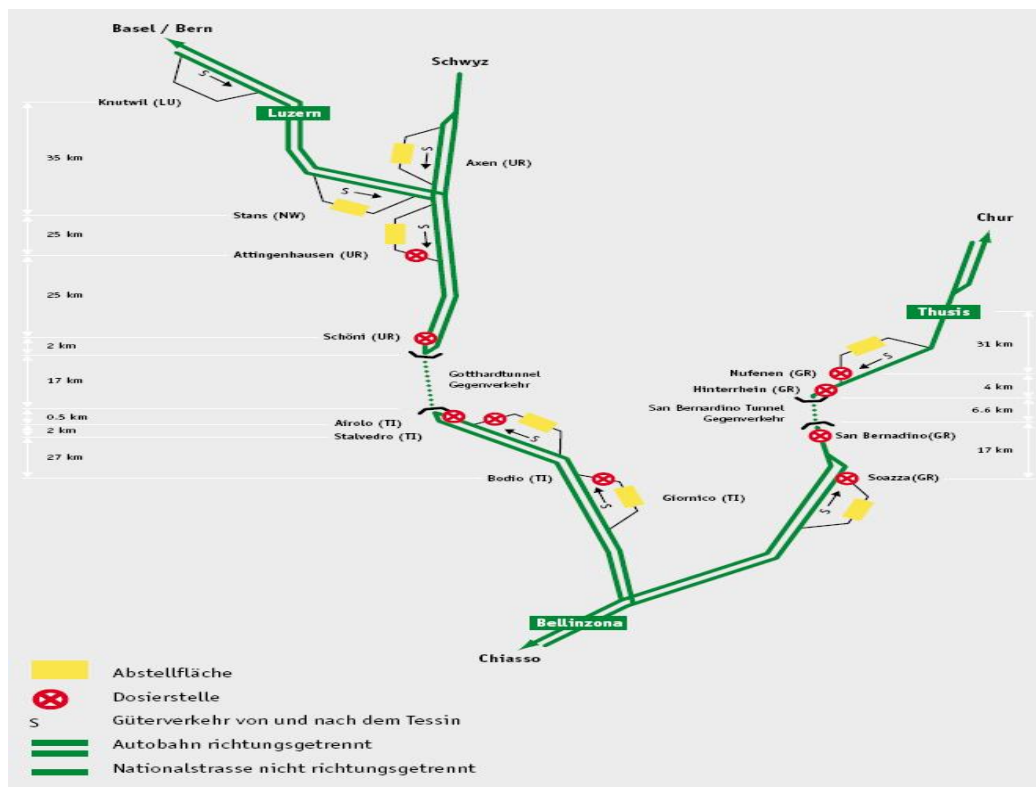 Basel / Bern
Schwyz
S
Knutwil (LU)
Luzern
35 km
S
Axen (UR)
S
Stans (NW)
Chur
25 km
S
Attingenhausen (UR)
25 km
Thusis
Schöni (UR)
2 km
31 km
17 km
Gotthardtunnel
Gegenverkehr
S
Nufenen (GR)
Hinterrhein (GR)
4 km
0.5 km
San Bernardino Tunnel
Gegenverkehr
6.6 km
Airolo (TI)
2 km
Stalvedro (TI)
S
San Bernadino(GR)
27 km
17 km
Bodio (TI)
Soazza(GR)
S
Giornico (TI)
S
Bellinzona
Chiasso
Abstellfläche
Dosierstelle
S Güterverkehr von und nach dem Tessin
Autobahn richtungsgetrennt
Nationalstrasse nicht richtungsgetrennt